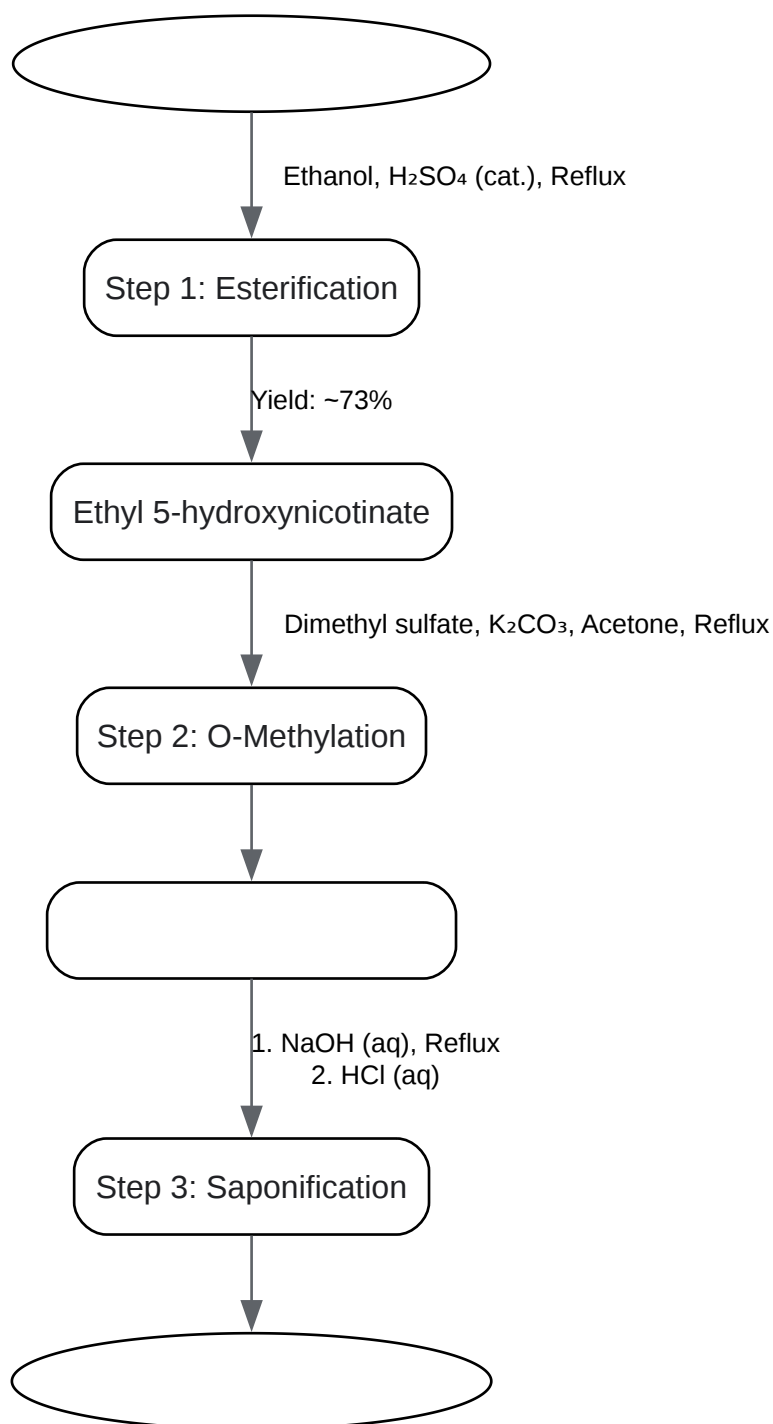 Ethanol, H₂SO₄ (cat.), Reflux
Step 1: Esterification
Yield: ~73%
Ethyl 5-hydroxynicotinate
Dimethyl sulfate, K₂CO₃, Acetone, Reflux
Step 2: O-Methylation
1. NaOH (aq), Reflux
2. HCl (aq)
Step 3: Saponification